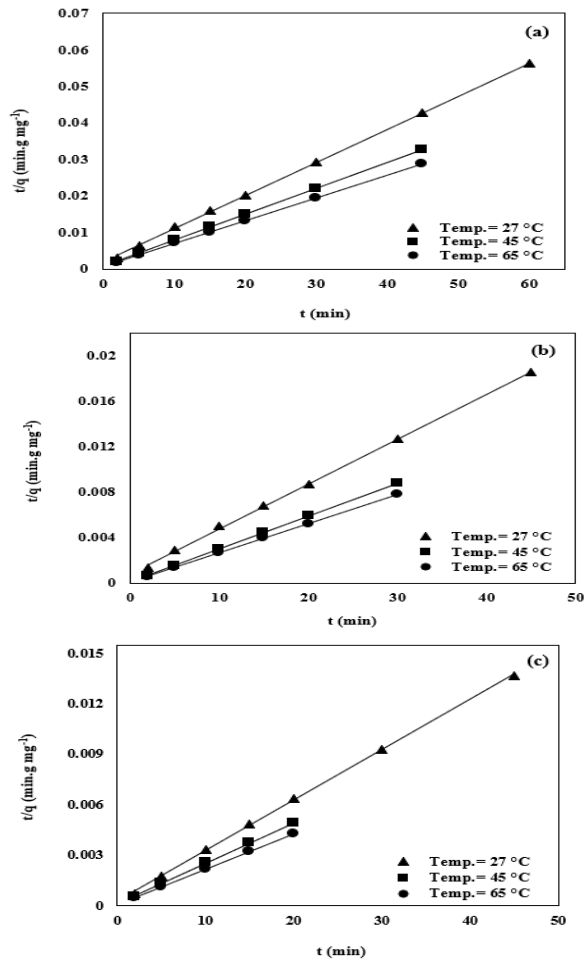 (a)
0.07
0.06
0.05
0.04
0.03
0.02
0.01
0
t/q (min.g mg-1)
Temp.= 27 °C
Temp.= 45 °C
Temp.= 65 °C
0 10 20 30 40 50 60
t (min)
(b)
0.02
0.016
0.012
0.008
0.004
0
t/q (min.g mg-1)
Temp.= 27 °C
Temp.= 45 °C
Temp.= 65 °C
0 10 20 30 40 50
t (min)
(c)
0.015
0.012
0.009
0.006
0.003
0
t/q (min.g mg-1)
Temp.= 27 °C
Temp.= 45 °C
Temp.= 65 °C
0 10 20 30 40 50
t (min)